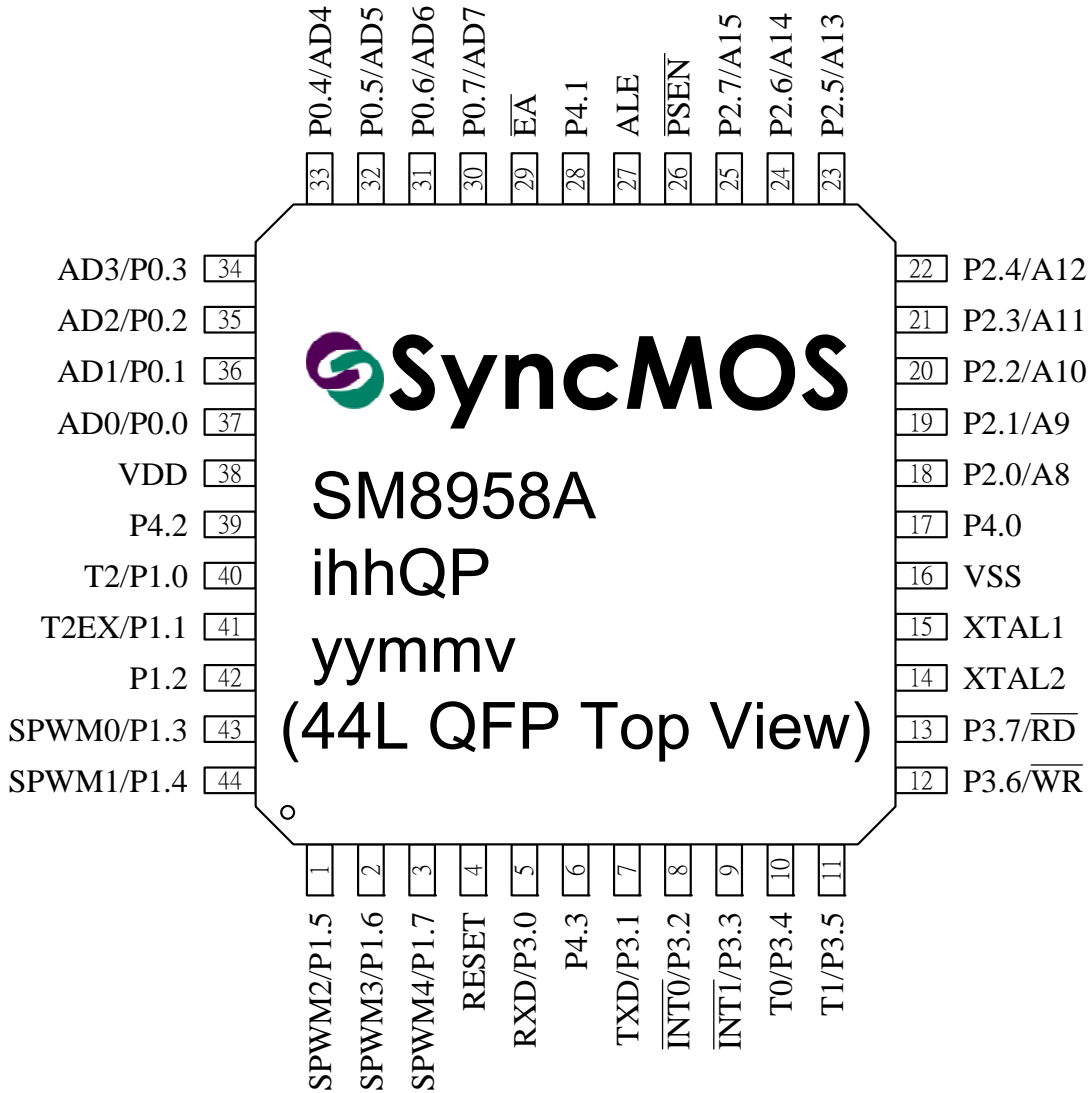 P0.4/AD4
P0.5/AD5
P0.6/AD6
P0.7/AD7
E̅A̅
P4.1
ALE
P̅S̅E̅N̅
P2.7/A15
P2.6/A14
P2.5/A13
33
32
31
30
29
28
27
26
25
24
23
AD3/P0.3 34
AD2/P0.2 35
AD1/P0.1 36
AD0/P0.0 37
VDD 38
P4.2 39
T2/P1.0 40
T2EX/P1.1 41
P1.2 42
SPWM0/P1.3 43
SPWM1/P1.4 44
SyncMOS
SM8958A
ihhQP
yymmv
(44L QFP Top View)
22 P2.4/A12
21 P2.3/A11
20 P2.2/A10
19 P2.1/A9
18 P2.0/A8
17 P4.0
16 VSS
15 XTAL1
14 XTAL2
13 P3.7/R̅D̅
12 P3.6/W̅R̅
1
2
3
4
5
6
7
8
9
10
11
SPWM2/P1.5
SPWM3/P1.6
SPWM4/P1.7
RESET
RXD/P3.0
P4.3
TXD/P3.1
I̅N̅T̅0̅/P3.2
I̅N̅T̅1̅/P3.3
T0/P3.4
T1/P3.5